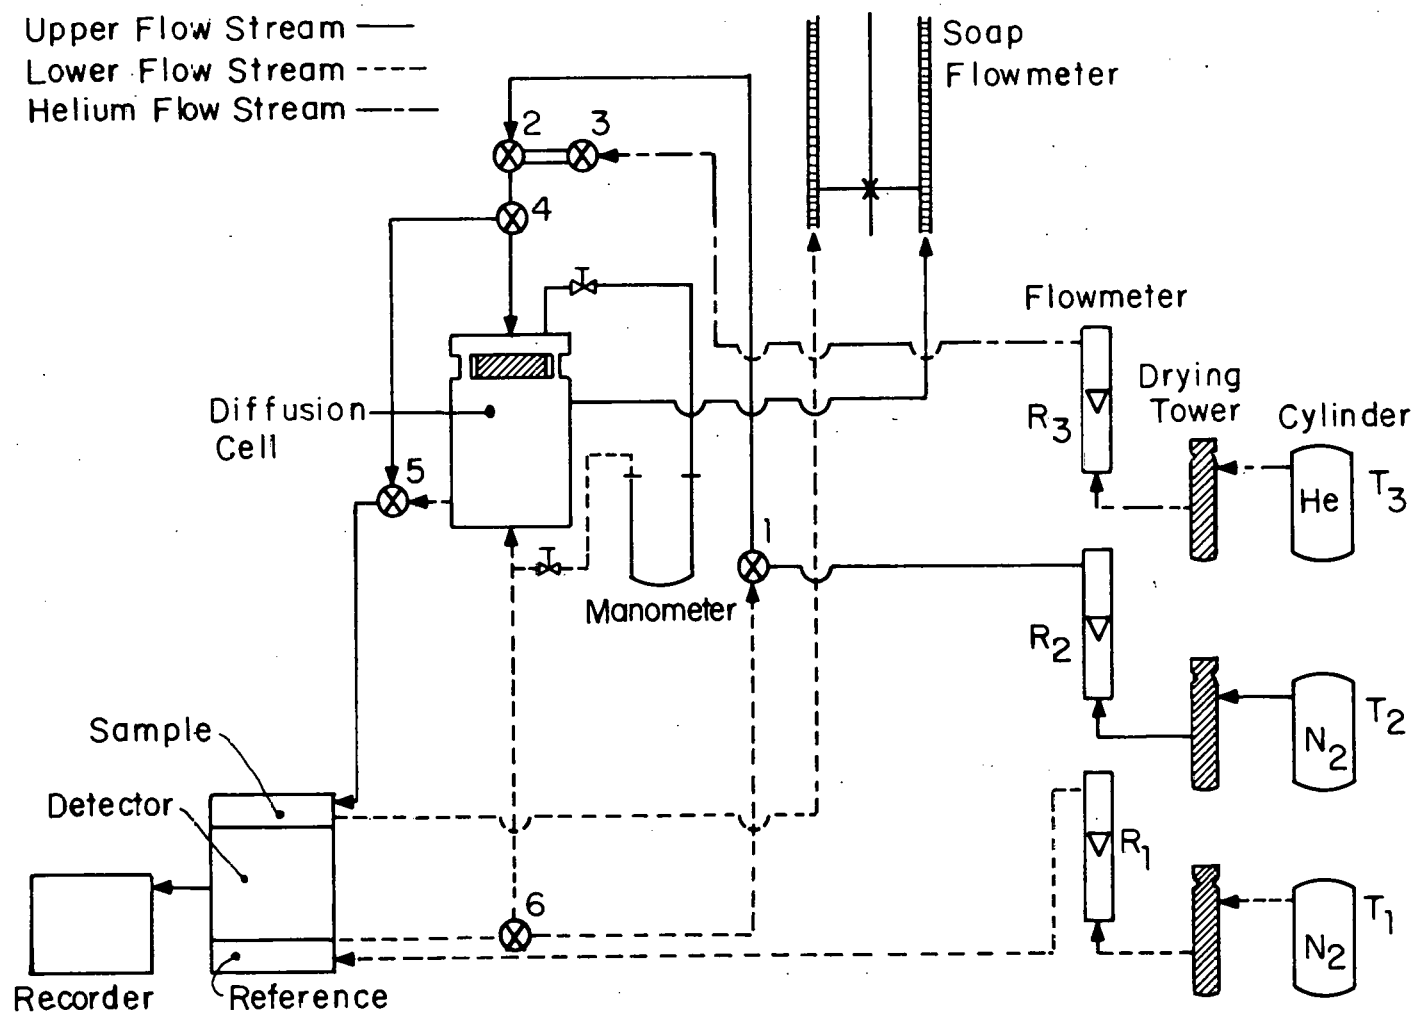 Upper Flow Stream
Lower Flow Stream
Helium Flow Stream
Soap
Flowmeter
2
3
4
Flowmeter
Drying
Tower
Cylinder
R3
T3
He
Diffusion
Cell
5
1
Manometer
R2
T2
N2
Sample
Detector
R1
T1
N2
6
Recorder
Reference